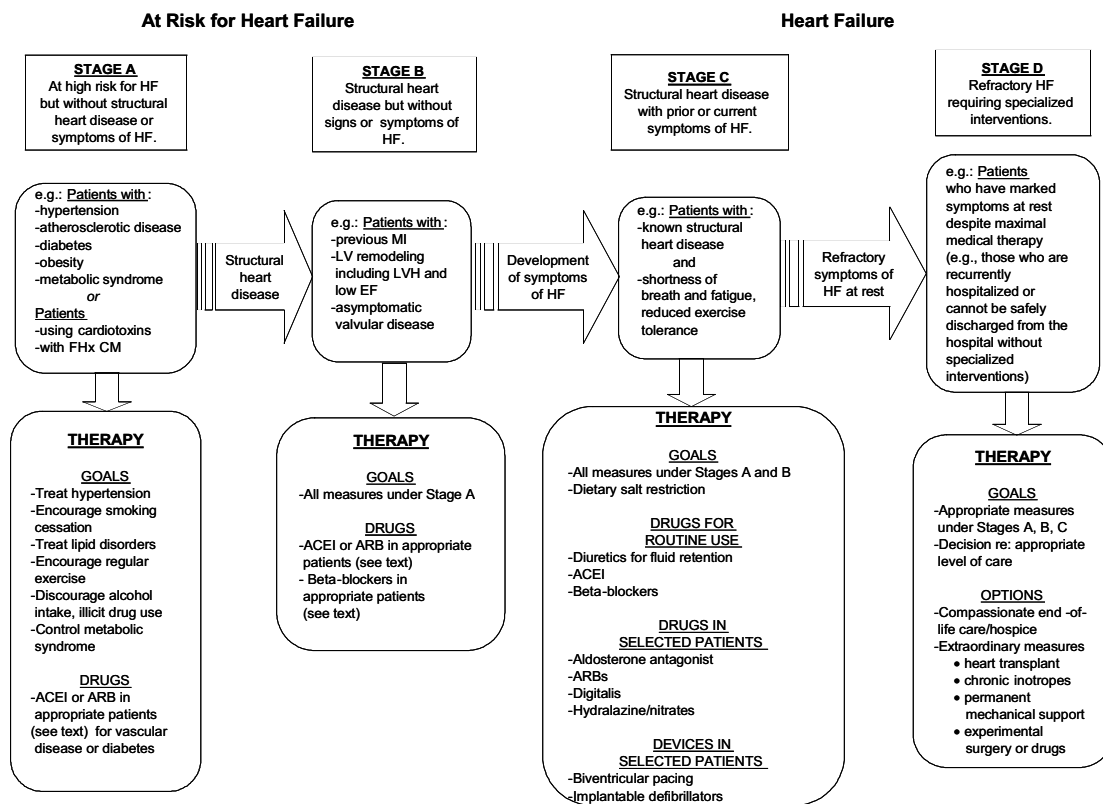 At Risk for Heart Failure
Heart Failure
STAGE A
At high risk for HF
but without structural
heart disease or
symptoms of HF.
STAGE B
Structural heart
disease but without
signs or symptoms of
HF.
STAGE C
Structural heart disease
with prior or current
symptoms of HF.
STAGE D
Refractory HF
requiring specialized
interventions.
e.g.: Patients with:
-hypertension
-atherosclerotic disease
-diabetes
-obesity
-metabolic syndrome
or
Patients
-using cardiotoxins
-with FHx CM
Structural
heart
disease
e.g.: Patients with:
-previous MI
-LV remodeling
including LVH and
low EF
-asymptomatic
valvular disease
Development
of symptoms
of HF
e.g.: Patients with:
-known structural
heart disease
and
-shortness of
breath and fatigue,
reduced exercise
tolerance
Refractory
symptoms of
HF at rest
e.g.: Patients
who have marked
symptoms at rest
despite maximal
medical therapy
(e.g., those who are
recurrently
hospitalized or
cannot be safely
discharged from the
hospital without
specialized
interventions)
THERAPY
GOALS
-Treat hypertension
-Encourage smoking
cessation
-Treat lipid disorders
-Encourage regular
exercise
-Discourage alcohol
intake, illicit drug use
-Control metabolic
syndrome
DRUGS
-ACEI or ARB in
appropriate patients
(see text) for vascular
disease or diabetes
THERAPY
GOALS
-All measures under Stage A
DRUGS
-ACEI or ARB in appropriate
patients (see text)
- Beta-blockers in
appropriate patients
(see text)
THERAPY
GOALS
-All measures under Stages A and B
-Dietary salt restriction
DRUGS FOR
ROUTINE USE
-Diuretics for fluid retention
-ACEI
-Beta-blockers
DRUGS IN
SELECTED PATIENTS
-Aldosterone antagonist
-ARBs
-Digitalis
-Hydralazine/nitrates
DEVICES IN
SELECTED PATIENTS
-Biventricular pacing
-Implantable defibrillators
THERAPY
GOALS
-Appropriate measures
under Stages A, B, C
-Decision re: appropriate
level of care
OPTIONS
-Compassionate end -of-
life care/hospice
-Extraordinary measures
• heart transplant
• chronic inotropes
• permanent
mechanical support
• experimental
surgery or drugs